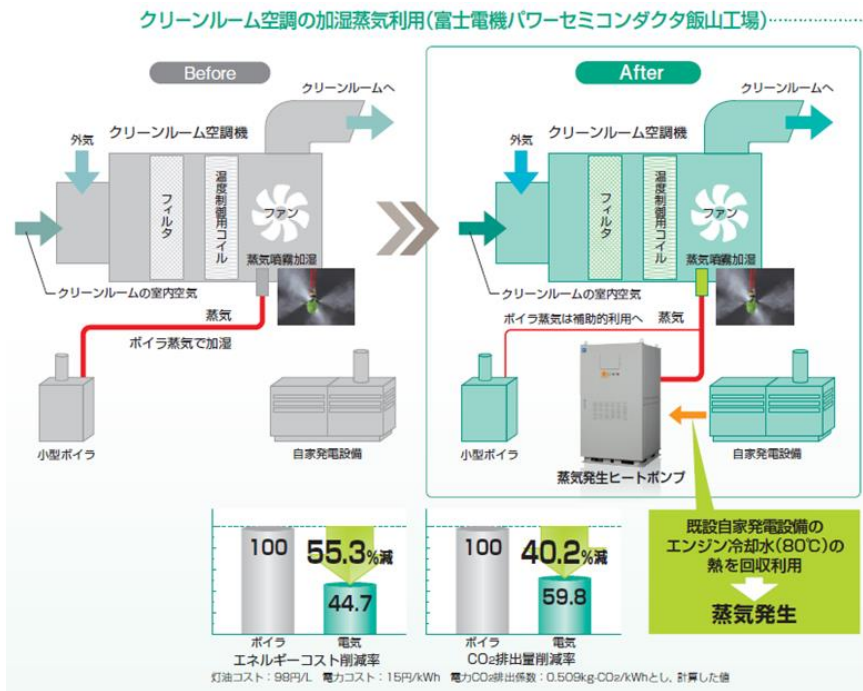 クリーンルーム空調の加湿蒸気利用(富士電機パワーセミコンダクタ飯山工場)
Before
クリーンルームへ
クリーンルーム空調機
外気
フィルタ
温度制御用コイル
ファン
蒸気噴霧加湿
クリーンルームの室内空気
蒸気
ボイラ蒸気で加湿
小型ボイラ
自家発電設備
After
クリーンルームへ
クリーンルーム空調機
外気
フィルタ
温度制御用コイル
ファン
蒸気噴霧加湿
クリーンルームの室内空気
ボイラ蒸気は補助的利用へ
蒸気
小型ボイラ
蒸気発生ヒートポンプ
自家発電設備
既設自家発電設備の
エンジン冷却水(80℃)の
熱を回収利用
蒸気発生
100
55.3%減
44.7
ボイラ
電気
エネルギーコスト削減率
100
40.2%減
59.8
ボイラ
電気
CO2排出量削減率
灯油コスト:98円/L 電力コスト:15円/kWh 電力CO2排出係数:0.509kg-CO2/kWhとし、計算した値